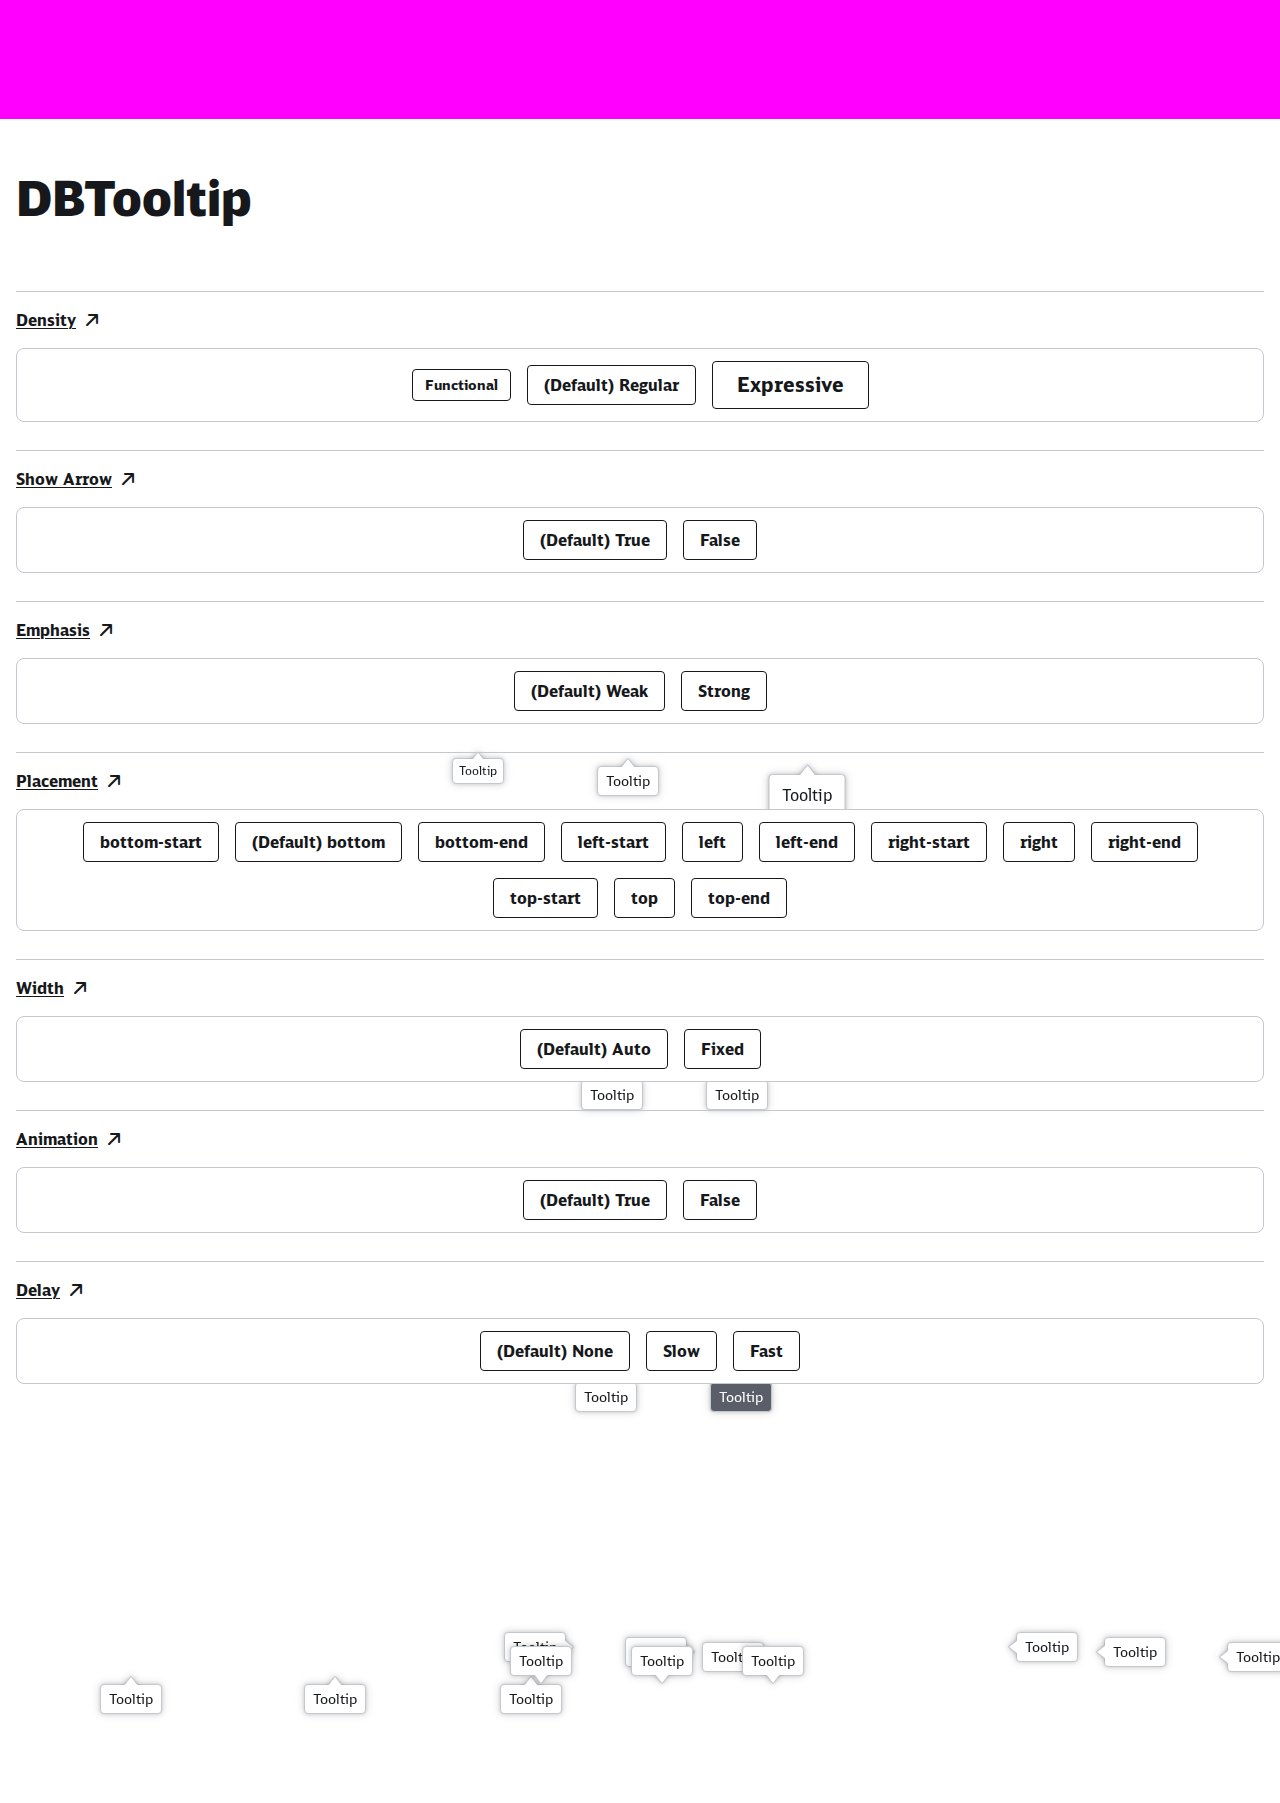 DBTooltip
Density
Functional (Default) Regular Expressive
Show Arrow
(Default) True False
Emphasis
(Default) Weak Strong
Tooltip Tooltip Tooltip
Placement
bottom-start (Default) bottom bottom-end left-start left left-end right-start right right-end
top-start top top-end
Width
(Default) Auto Fixed
Tooltip Tooltip
Animation
(Default) True False
Delay
(Default) None Slow Fast
Tooltip Tooltip
Tooltip Tooltip Tooltip
Tooltip Tooltip Tooltip
Tooltip Tooltip Tooltip